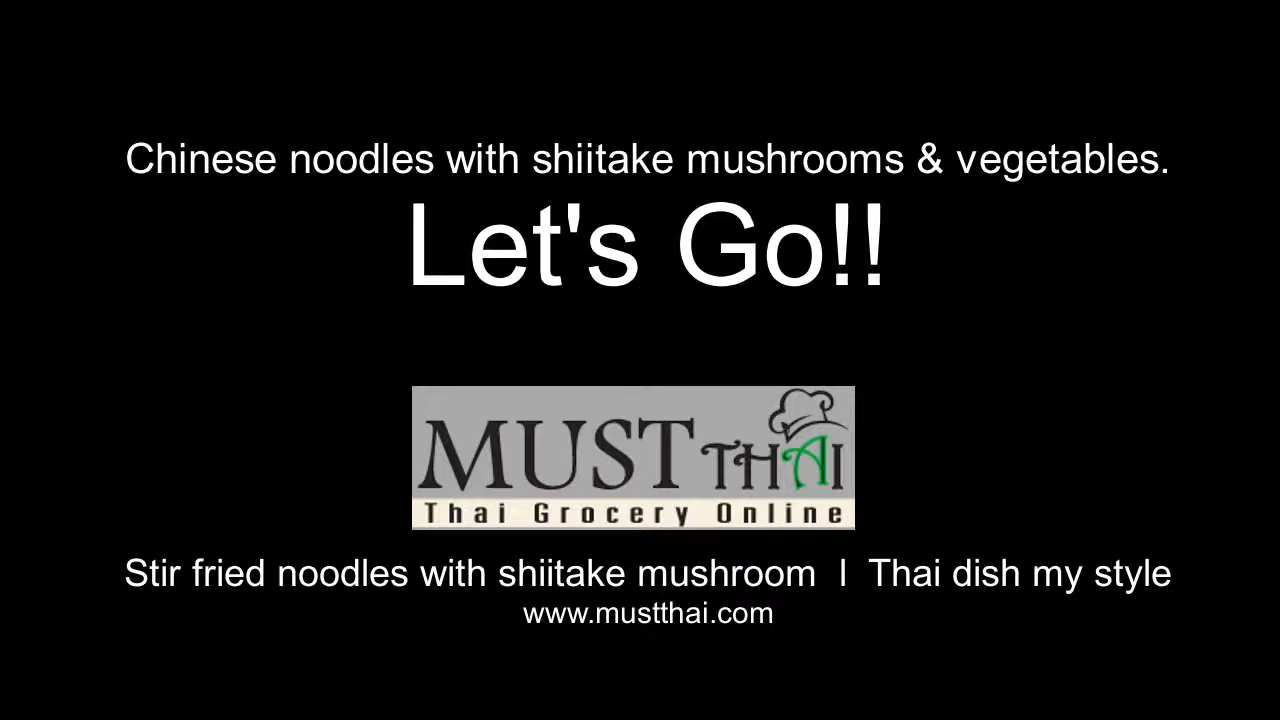 Chinese noodles with shiitake mushrooms & vegetables.
Let's Go!!
MUST THAI
Thai Grocery Online
Stir fried noodles with shiitake mushroom l Thai dish my style
www.mustthai.com